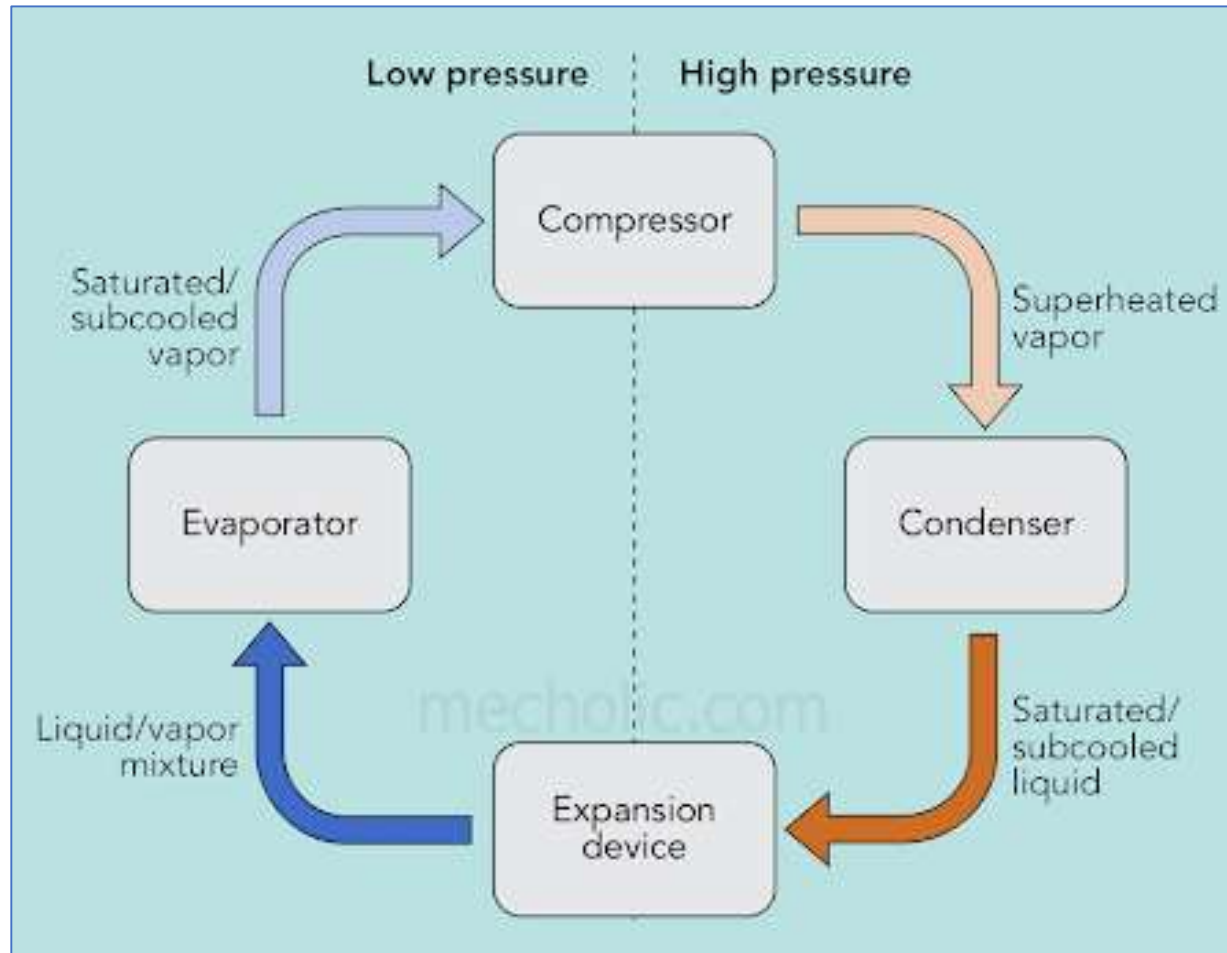 Low pressure
High pressure
Compressor
Saturated/
subcooled
vapor
Superheated
vapor
Evaporator
Condenser
mecholic.com
Liquid/vapor
mixture
Saturated/
subcooled
liquid
Expansion
device